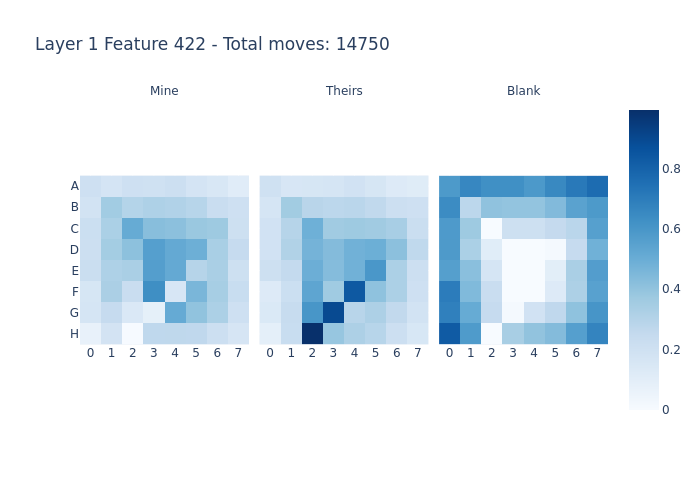 Layer 1 Feature 422 - Total moves: 14750
Mine Theirs Blank
A
B
C
D
E
F
G
H
0 1 2 3 4 5 6 7 0 1 2 3 4 5 6 7 0 1 2 3 4 5 6 7
0.8
0.6
0.4
0.2
0